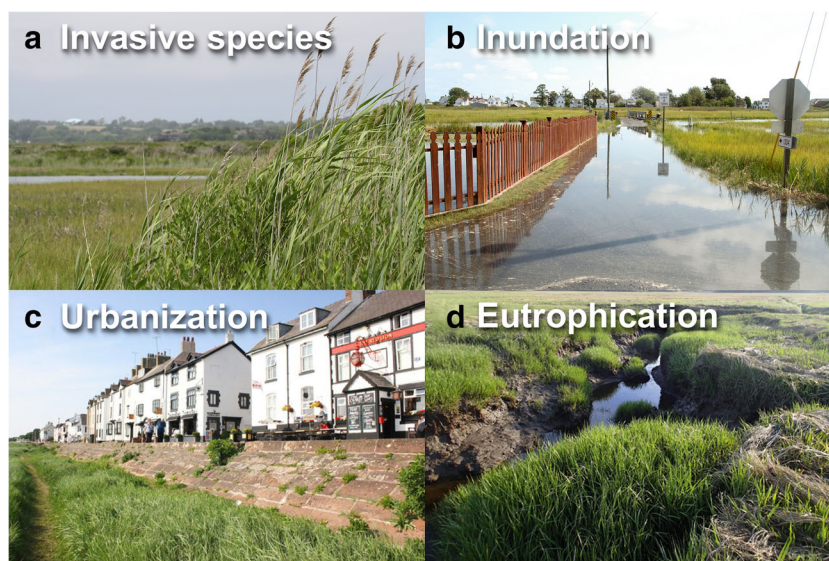 a Invasive species
b Inundation
c Urbanization
d Eutrophication